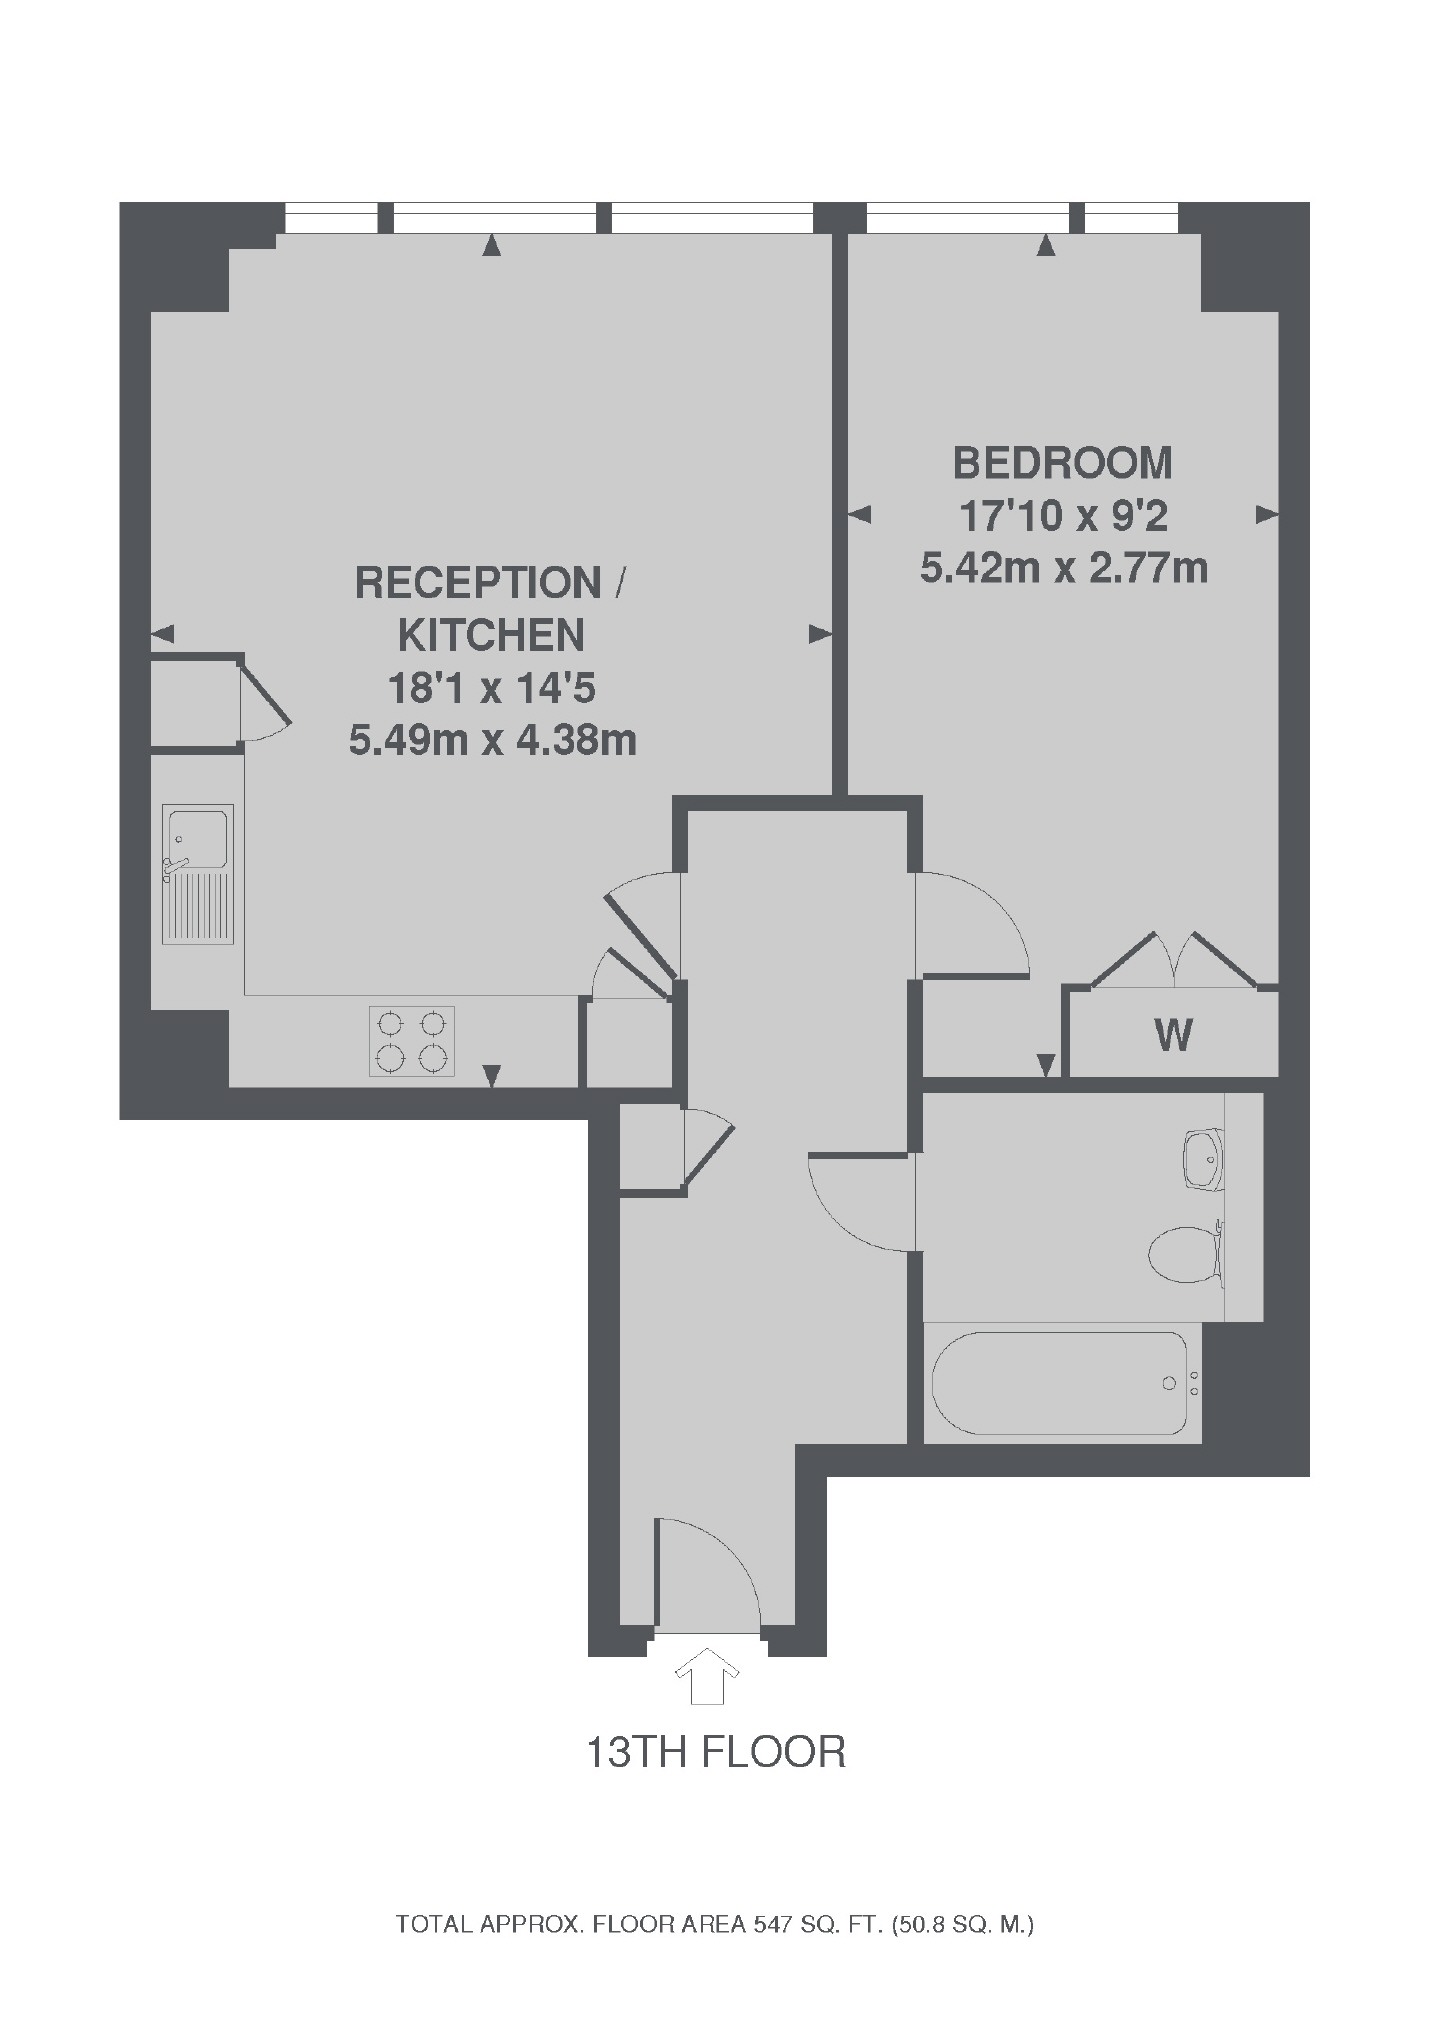 BEDROOM
17'10 x 9'2
5.42m x 2.77m
RECEPTION /
KITCHEN
18'1 x 14'5
5.49m x 4.38m
W
13TH FLOOR
TOTAL APPROX. FLOOR AREA 547 SQ. FT. (50.8 SQ. M.)